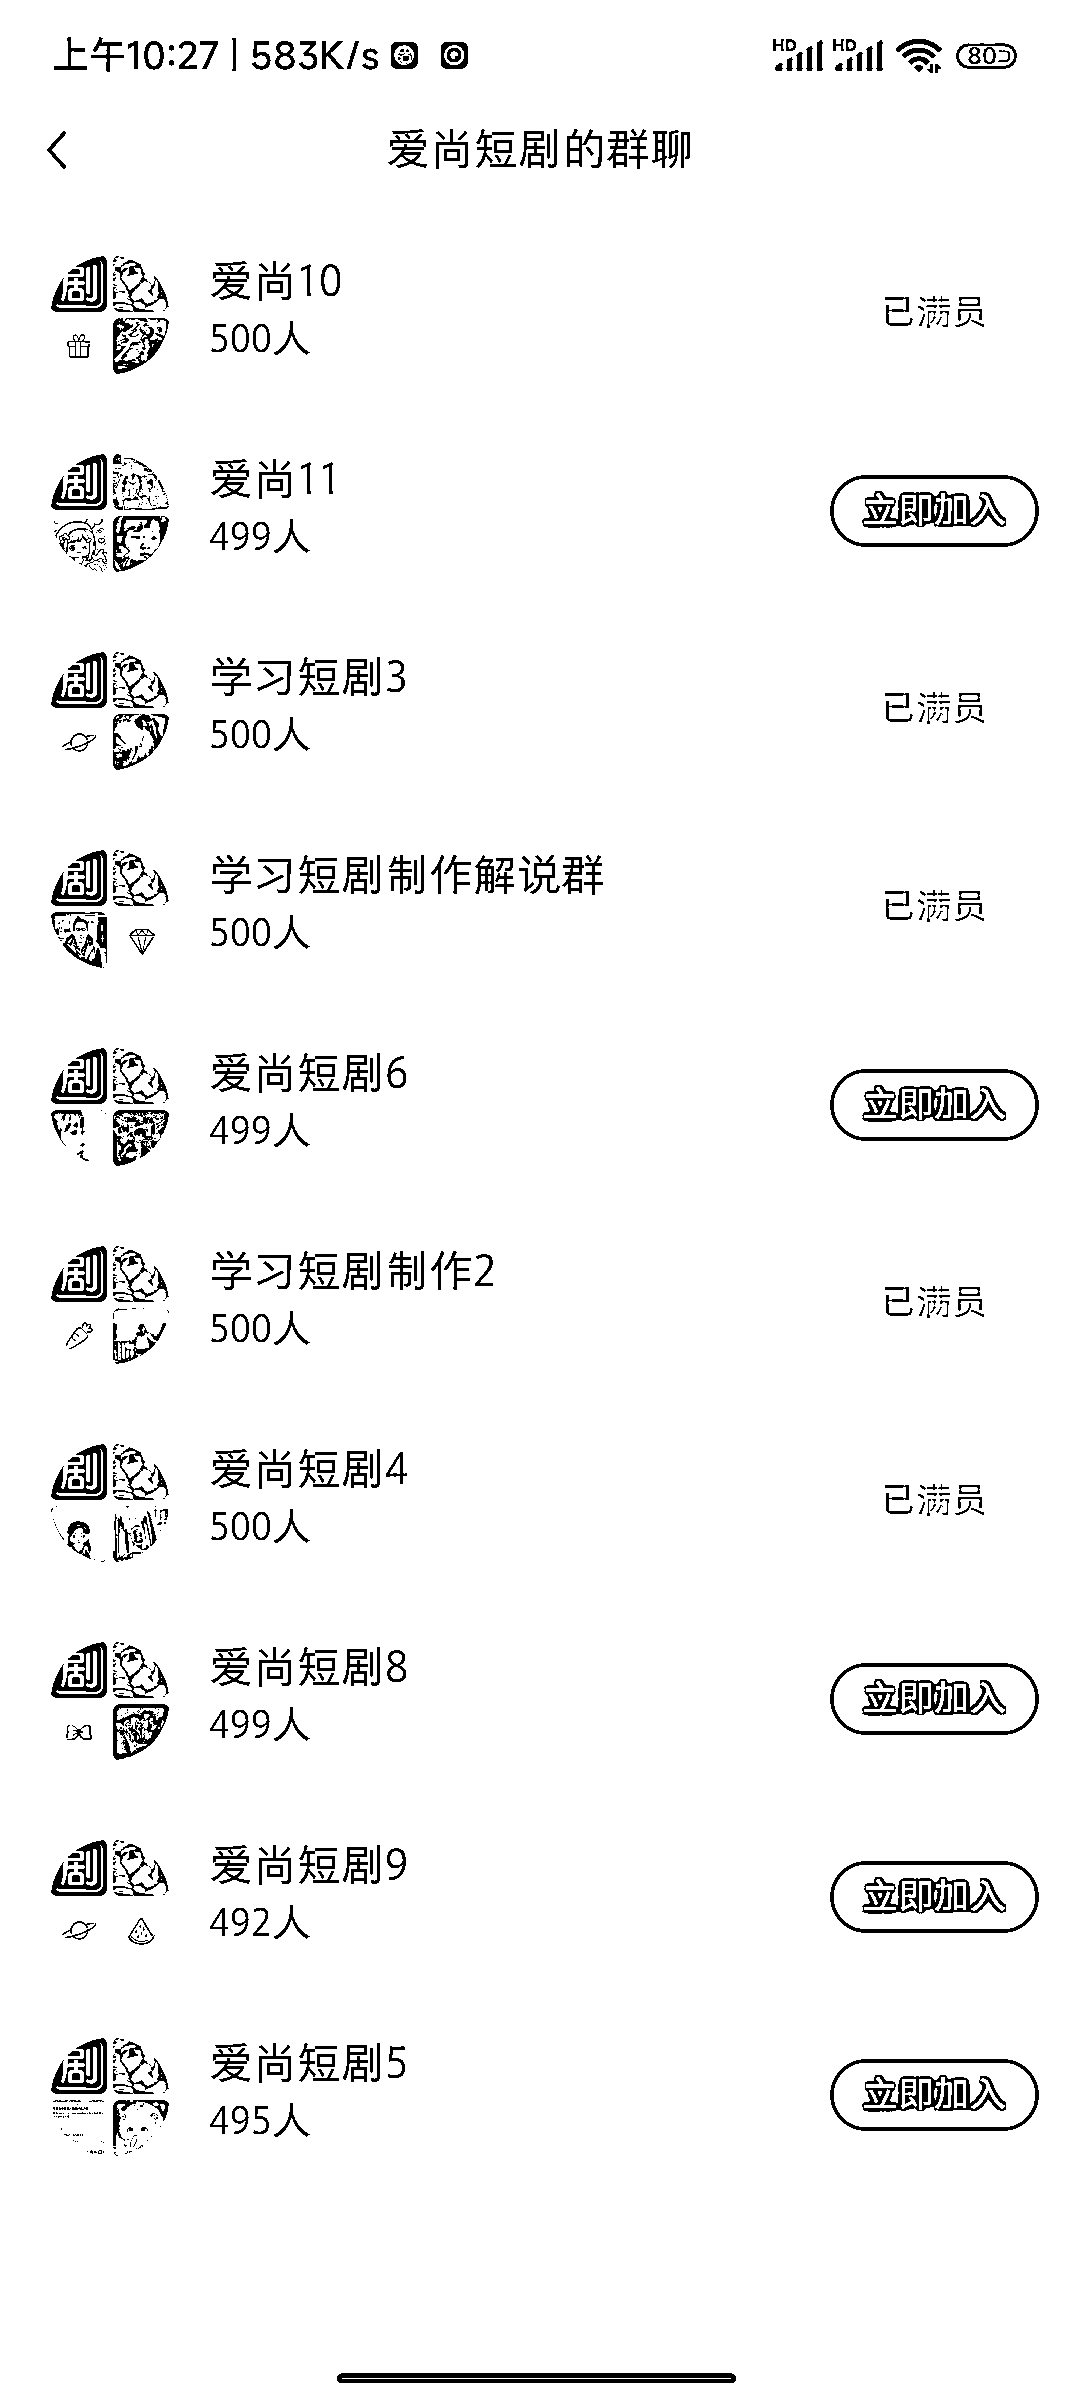 上午10:27 | 583K/s HD HD 80
爱尚短剧的群聊
剧
爱尚10
500人
已满员
剧
爱尚11
499人
立即加入
剧
学习短剧3
500人
已满员
剧
学习短剧制作解说群
500人
已满员
剧
爱尚短剧6
499人
立即加入
剧
学习短剧制作2
500人
已满员
剧
爱尚短剧4
500人
已满员
剧
爱尚短剧8
499人
立即加入
剧
爱尚短剧9
492人
立即加入
剧
爱尚短剧5
495人
立即加入